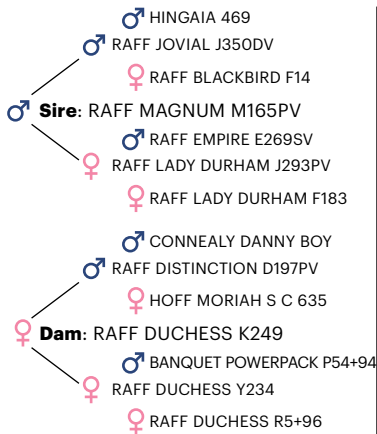 HINGAIA 469
RAFF JOVIAL J350DV
RAFF BLACKBIRD F14
Sire: RAFF MAGNUM M165PV
RAFF EMPIRE E269SV
RAFF LADY DURHAM J293PV
RAFF LADY DURHAM F183
CONNEALY DANNY BOY
RAFF DISTINCTION D197PV
HOFF MORIAH S C 635
Dam: RAFF DUCHESS K249
BANQUET POWERPACK P54+94
RAFF DUCHESS Y234
RAFF DUCHESS R5+96